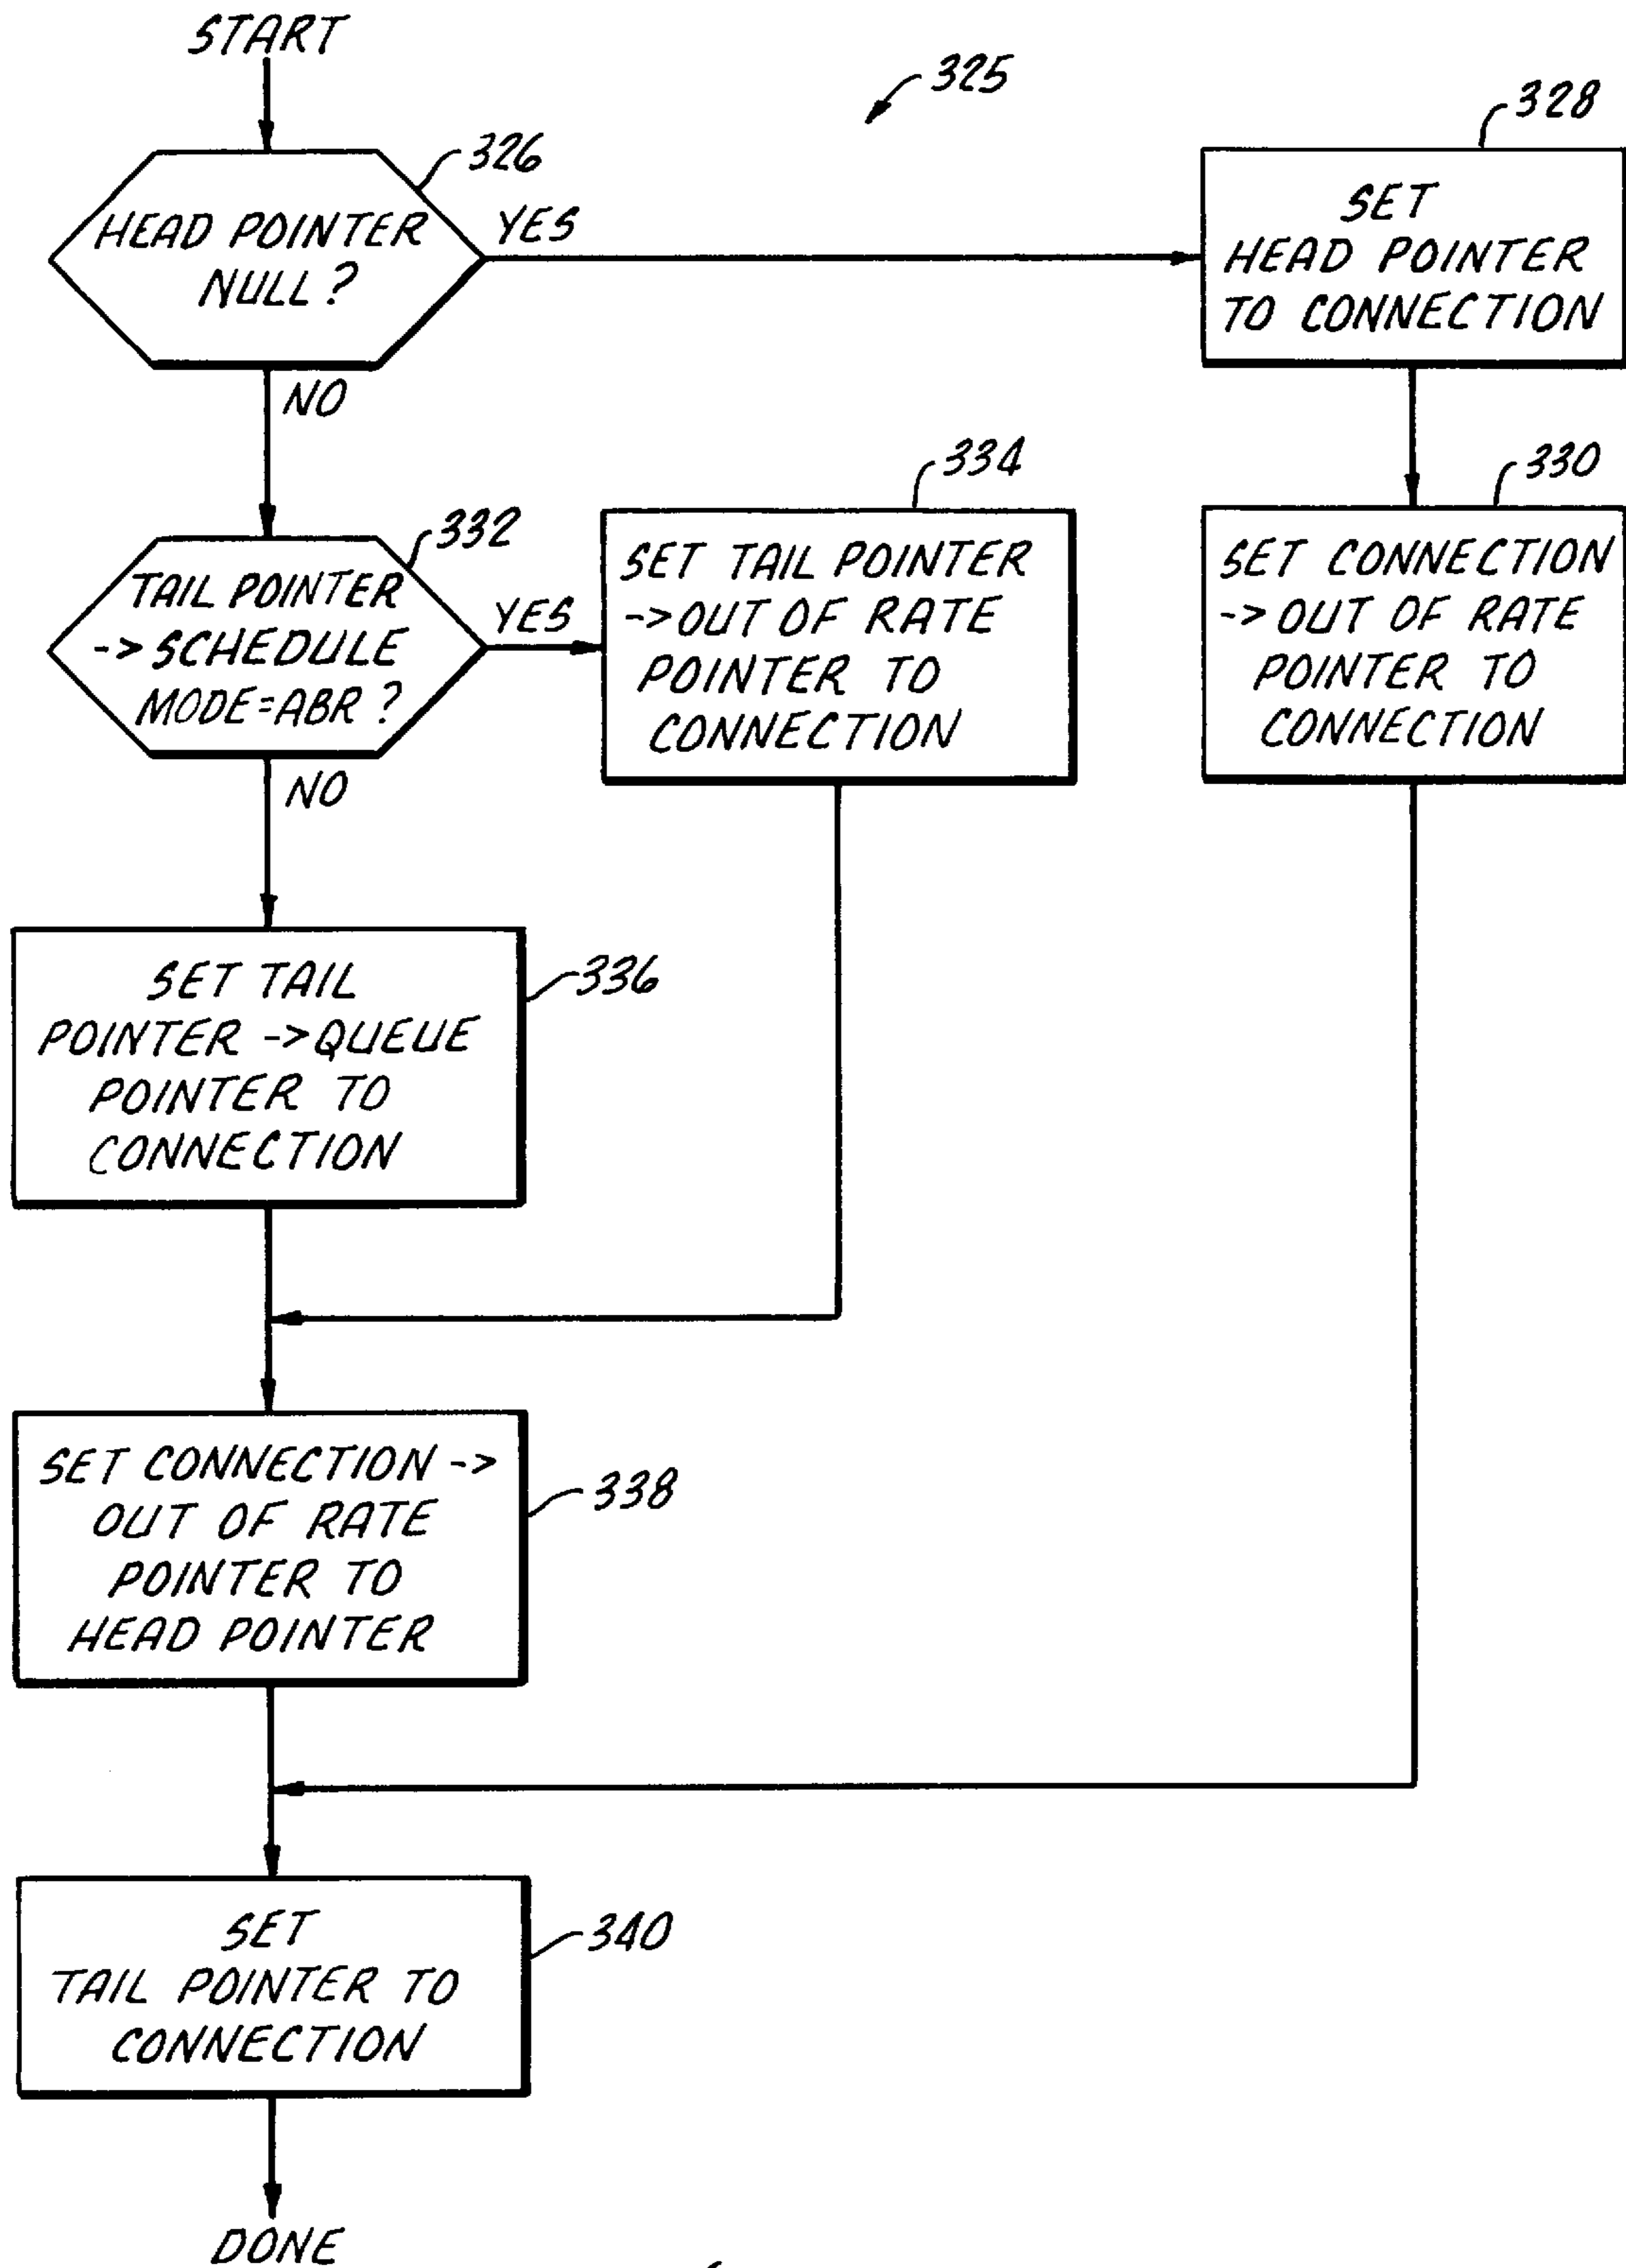 START
325
326
HEAD POINTER
NULL?
YES
NO
328
SET
HEAD POINTER
TO CONNECTION
330
SET CONNECTION
->OUT OF RATE
POINTER TO
CONNECTION
332
TAIL POINTER
->SCHEDULE
MODE=ABR?
YES
NO
334
SET TAIL POINTER
->OUT OF RATE
POINTER TO
CONNECTION
336
SET TAIL
POINTER ->QUEUE
POINTER TO
CONNECTION
338
SET CONNECTION ->
OUT OF RATE
POINTER TO
HEAD POINTER
340
SET
TAIL POINTER TO
CONNECTION
DONE